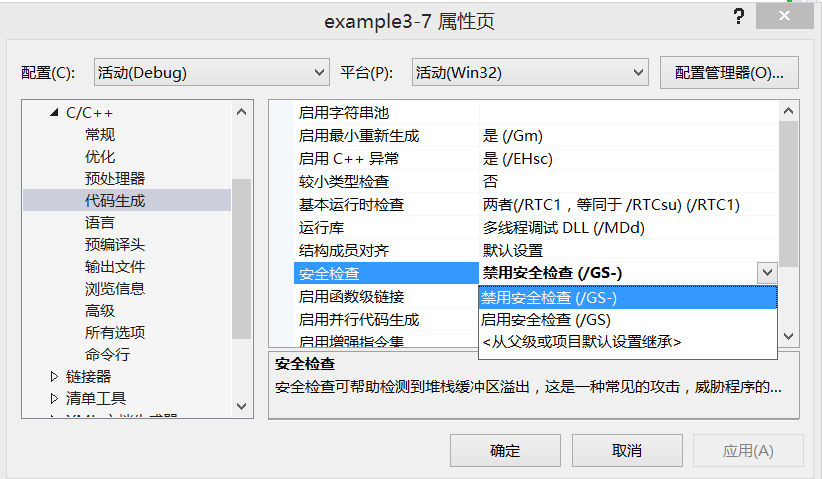 example3-7 属性页
?
配置(C): 活动(Debug) 平台(P): 活动(Win32) 配置管理器(O)...
C/C++
常规
优化
预处理器
代码生成
语言
预编译头
输出文件
浏览信息
高级
所有选项
命令行
链接器
清单工具
XML 文档生成器
启用字符串池
启用最小重新生成 是 (/Gm)
启用 C++ 异常 是 (/EHsc)
较小类型检查 否
基本运行时检查 两者(/RTC1，等同于 /RTCsu) (/RTC1)
运行库 多线程调试 DLL (/MDd)
结构成员对齐 默认设置
安全检查 禁用安全检查 (/GS-)
启用函数级链接 禁用安全检查 (/GS-)
启用并行代码生成 启用安全检查 (/GS)
启用增强指令集 <从父级或项目默认设置继承>
安全检查
安全检查可帮助检测到堆栈缓冲区溢出，这是一种常见的攻击，威胁程序的...
确定 取消 应用(A)